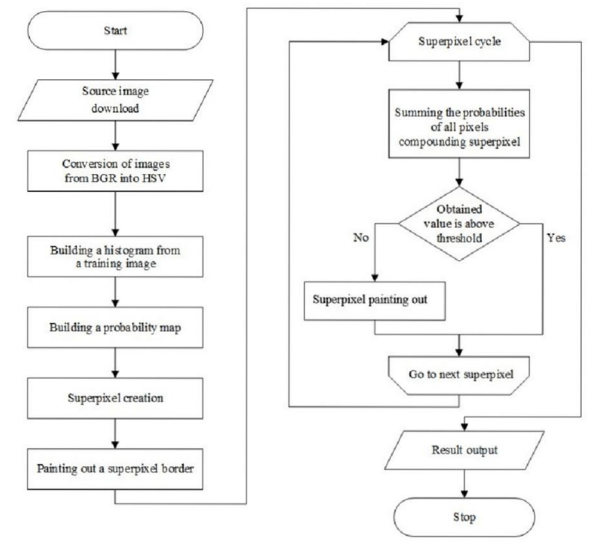 Start
Source image
download
Conversion of images
from BGR into HSV
Building a histogram from
a training image
Building a probability map
Superpixel creation
Painting out a superpixel border
Superpixel cycle
Summing the probabilities
of all pixels
compounding superpixel
Obtained
value is above
threshold
No
Yes
Superpixel painting out
Go to next superpixel
Result output
Stop